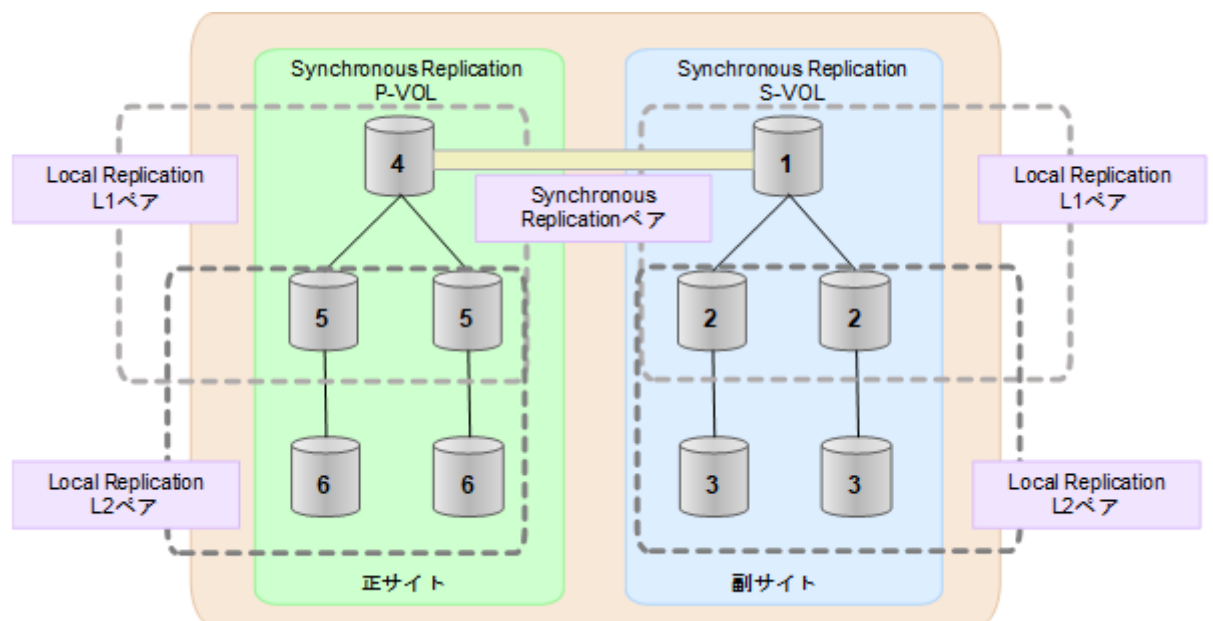 Synchronous Replication
P-VOL
Synchronous Replication
S-VOL
4
1
Local Replication
L1ペア
Synchronous
Replicationペア
Local Replication
L1ペア
5
5
2
2
Local Replication
L2ペア
6
6
3
3
Local Replication
L2ペア
正サイト
副サイト